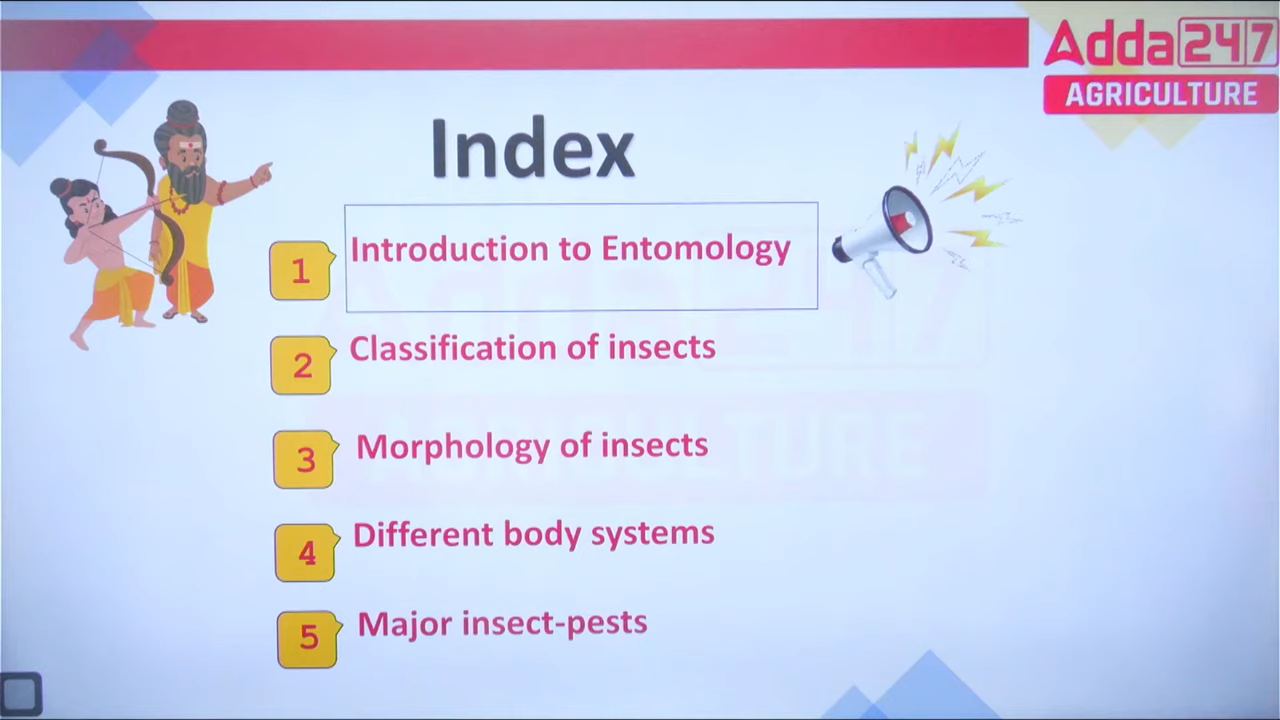 Adda247
AGRICULTURE
Index
1 Introduction to Entomology
2 Classification of insects
3 Morphology of insects
4 Different body systems
5 Major insect-pests